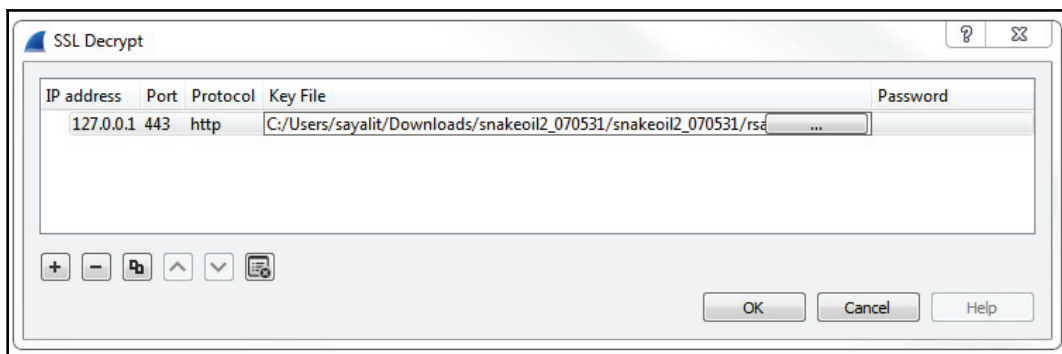 SSL Decrypt
IP address Port Protocol Key File Password
127.0.0.1 443 http C:/Users/sayalit/Downloads/snakeoil2_070531/snakeoil2_070531/rsa ...
OK Cancel Help